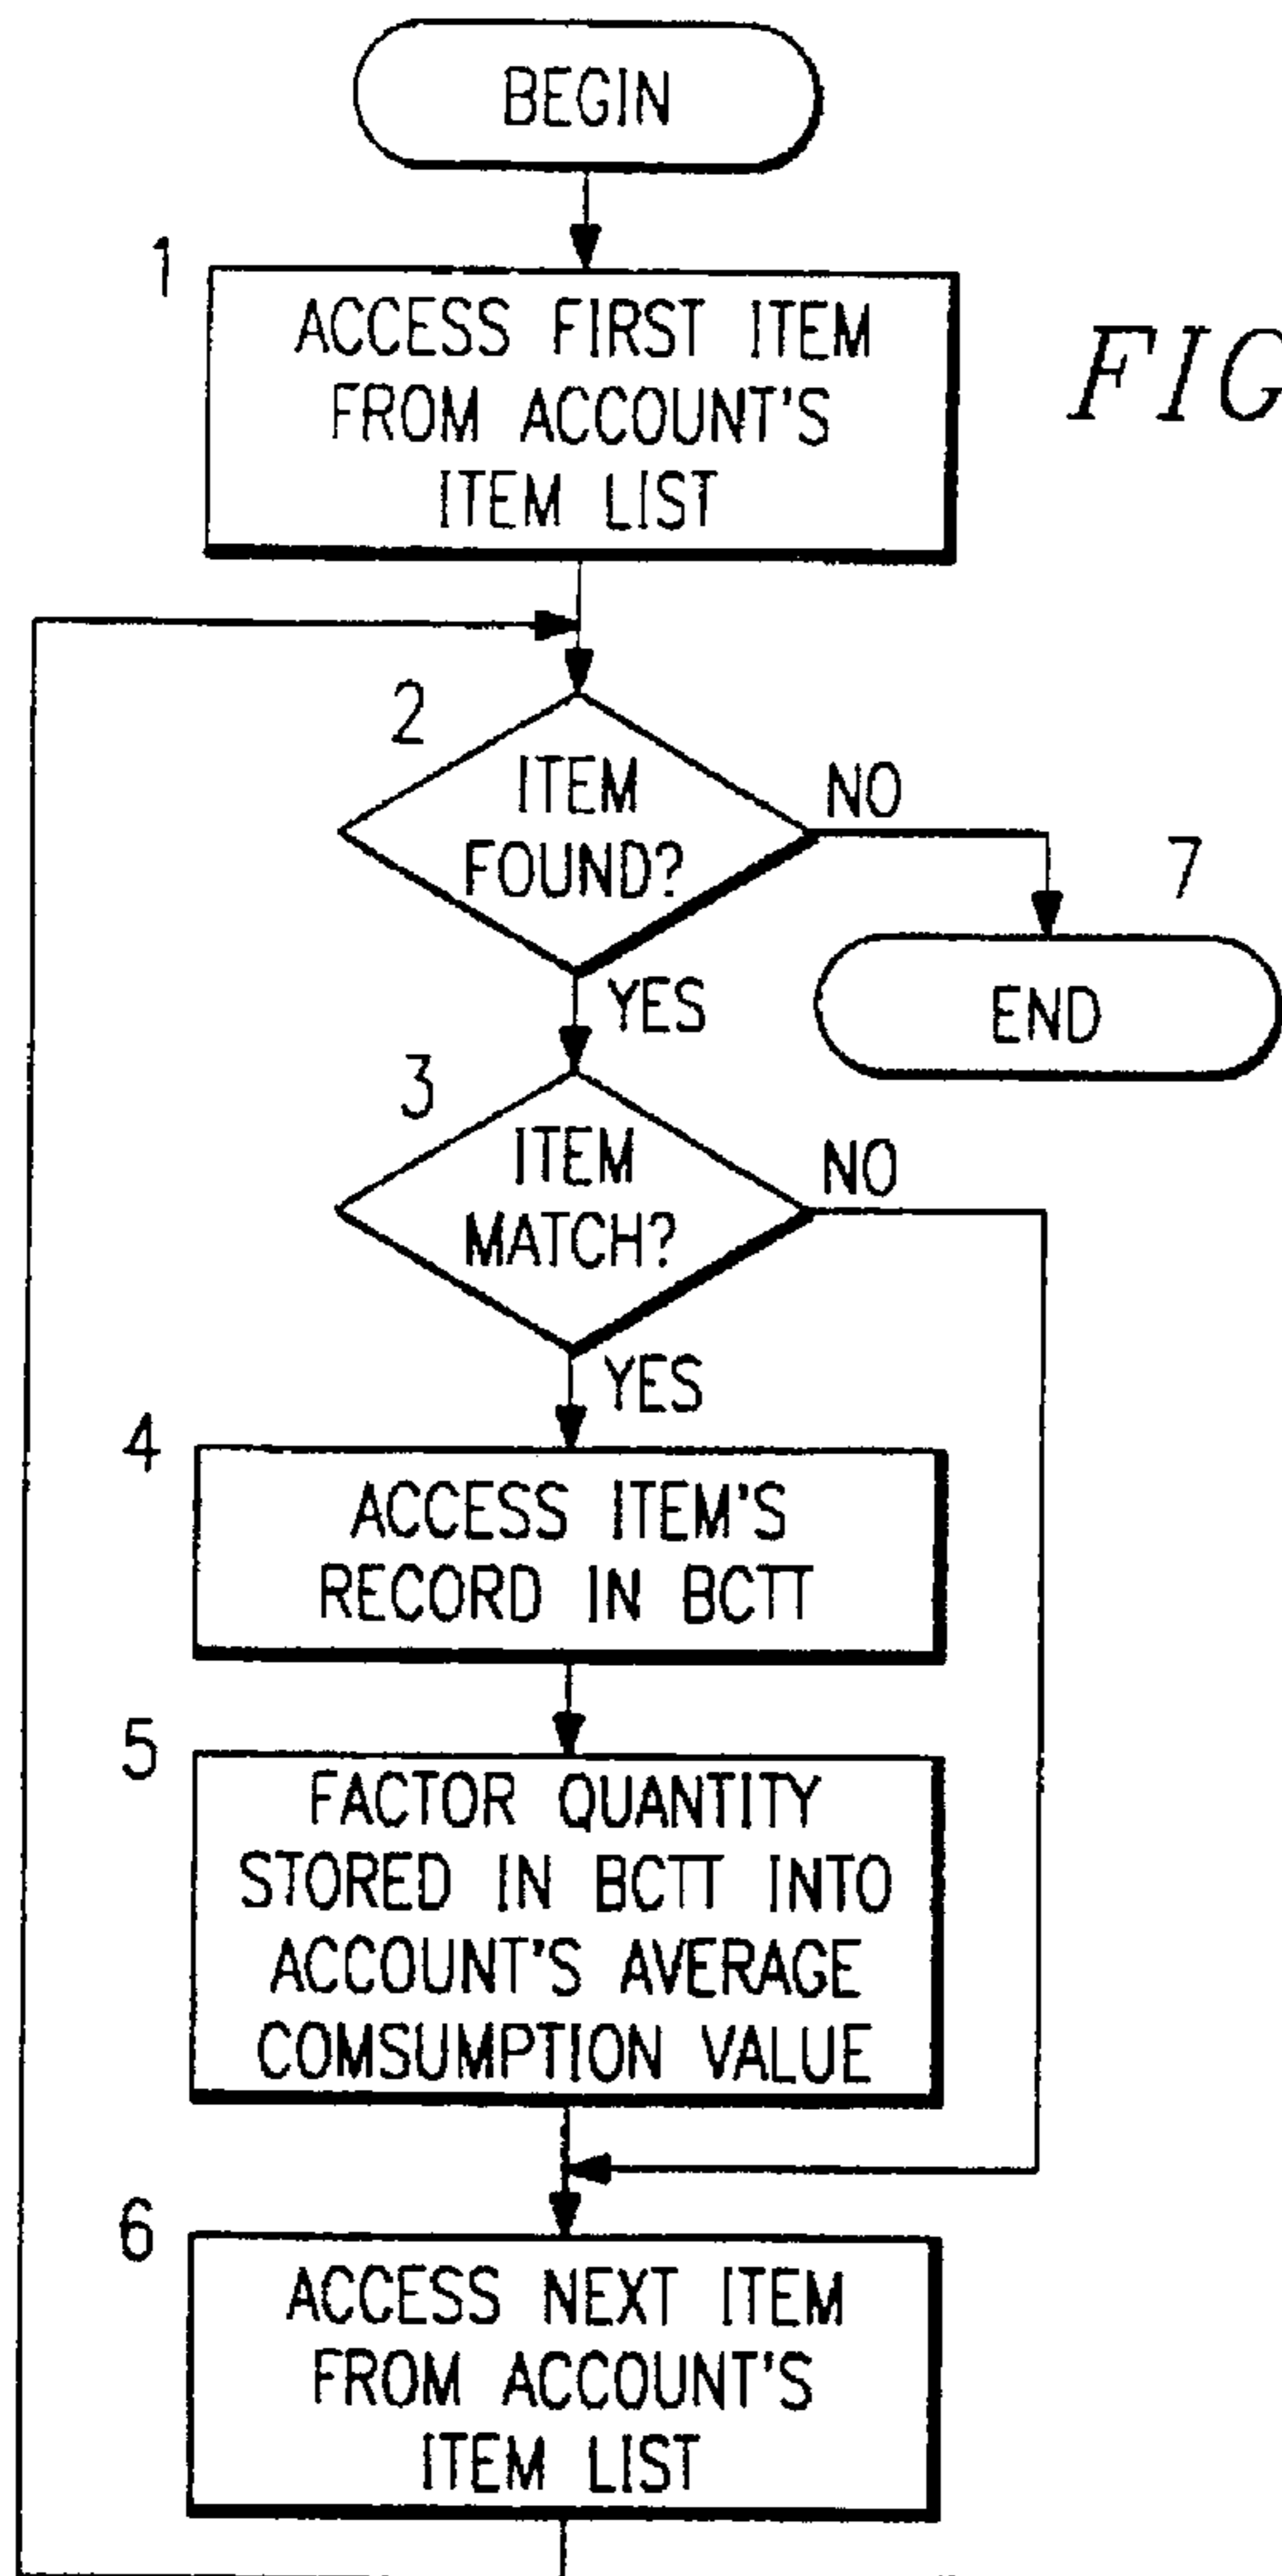 BEGIN
1
ACCESS FIRST ITEM
FROM ACCOUNT'S
ITEM LIST
FIG
2
ITEM
FOUND?
NO
YES
7
END
3
ITEM
MATCH?
NO
YES
4
ACCESS ITEM'S
RECORD IN BCTT
5
FACTOR QUANTITY
STORED IN BCTT INTO
ACCOUNT'S AVERAGE
COMSUMPTION VALUE
6
ACCESS NEXT ITEM
FROM ACCOUNT'S
ITEM LIST